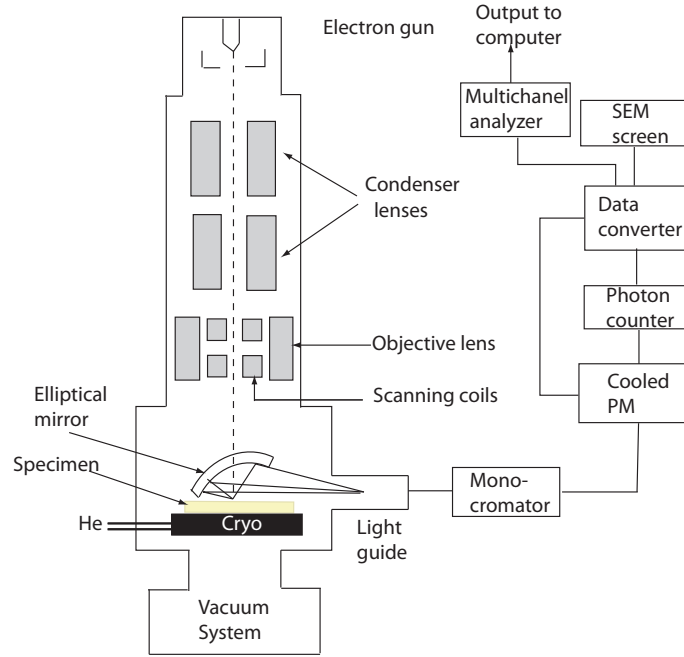 Electron gun
Output to
computer
Multichanel
analyzer
SEM
screen
Condenser
lenses
Data
converter
Photon
counter
Objective lens
Cooled
PM
Scanning coils
Elliptical
mirror
Specimen
Mono-
cromator
He
Cryo
Light
guide
Vacuum
System